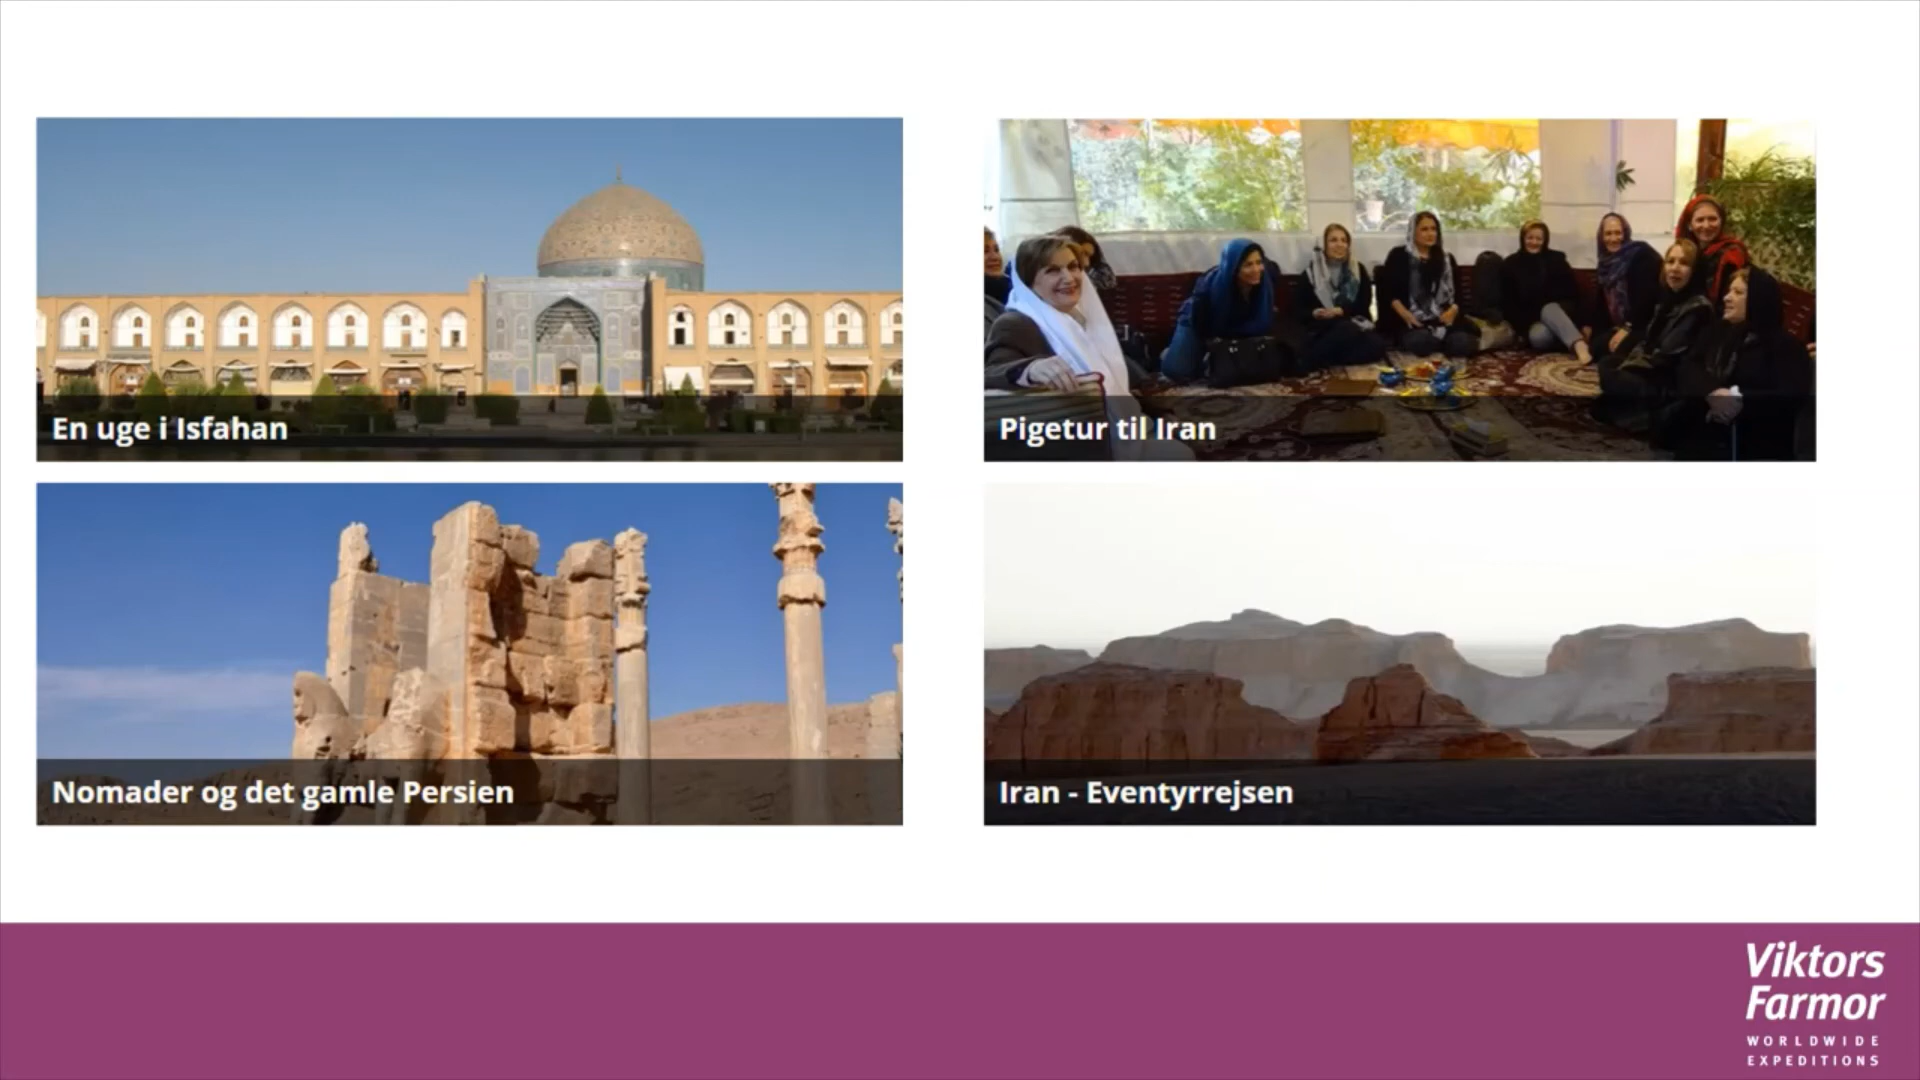 En uge i Isfahan
Pigetur til Iran
Nomader og det gamle Persien
Iran - Eventyrrejsen
Viktors
Farmor
WORLDWIDE
EXPEDITIONS